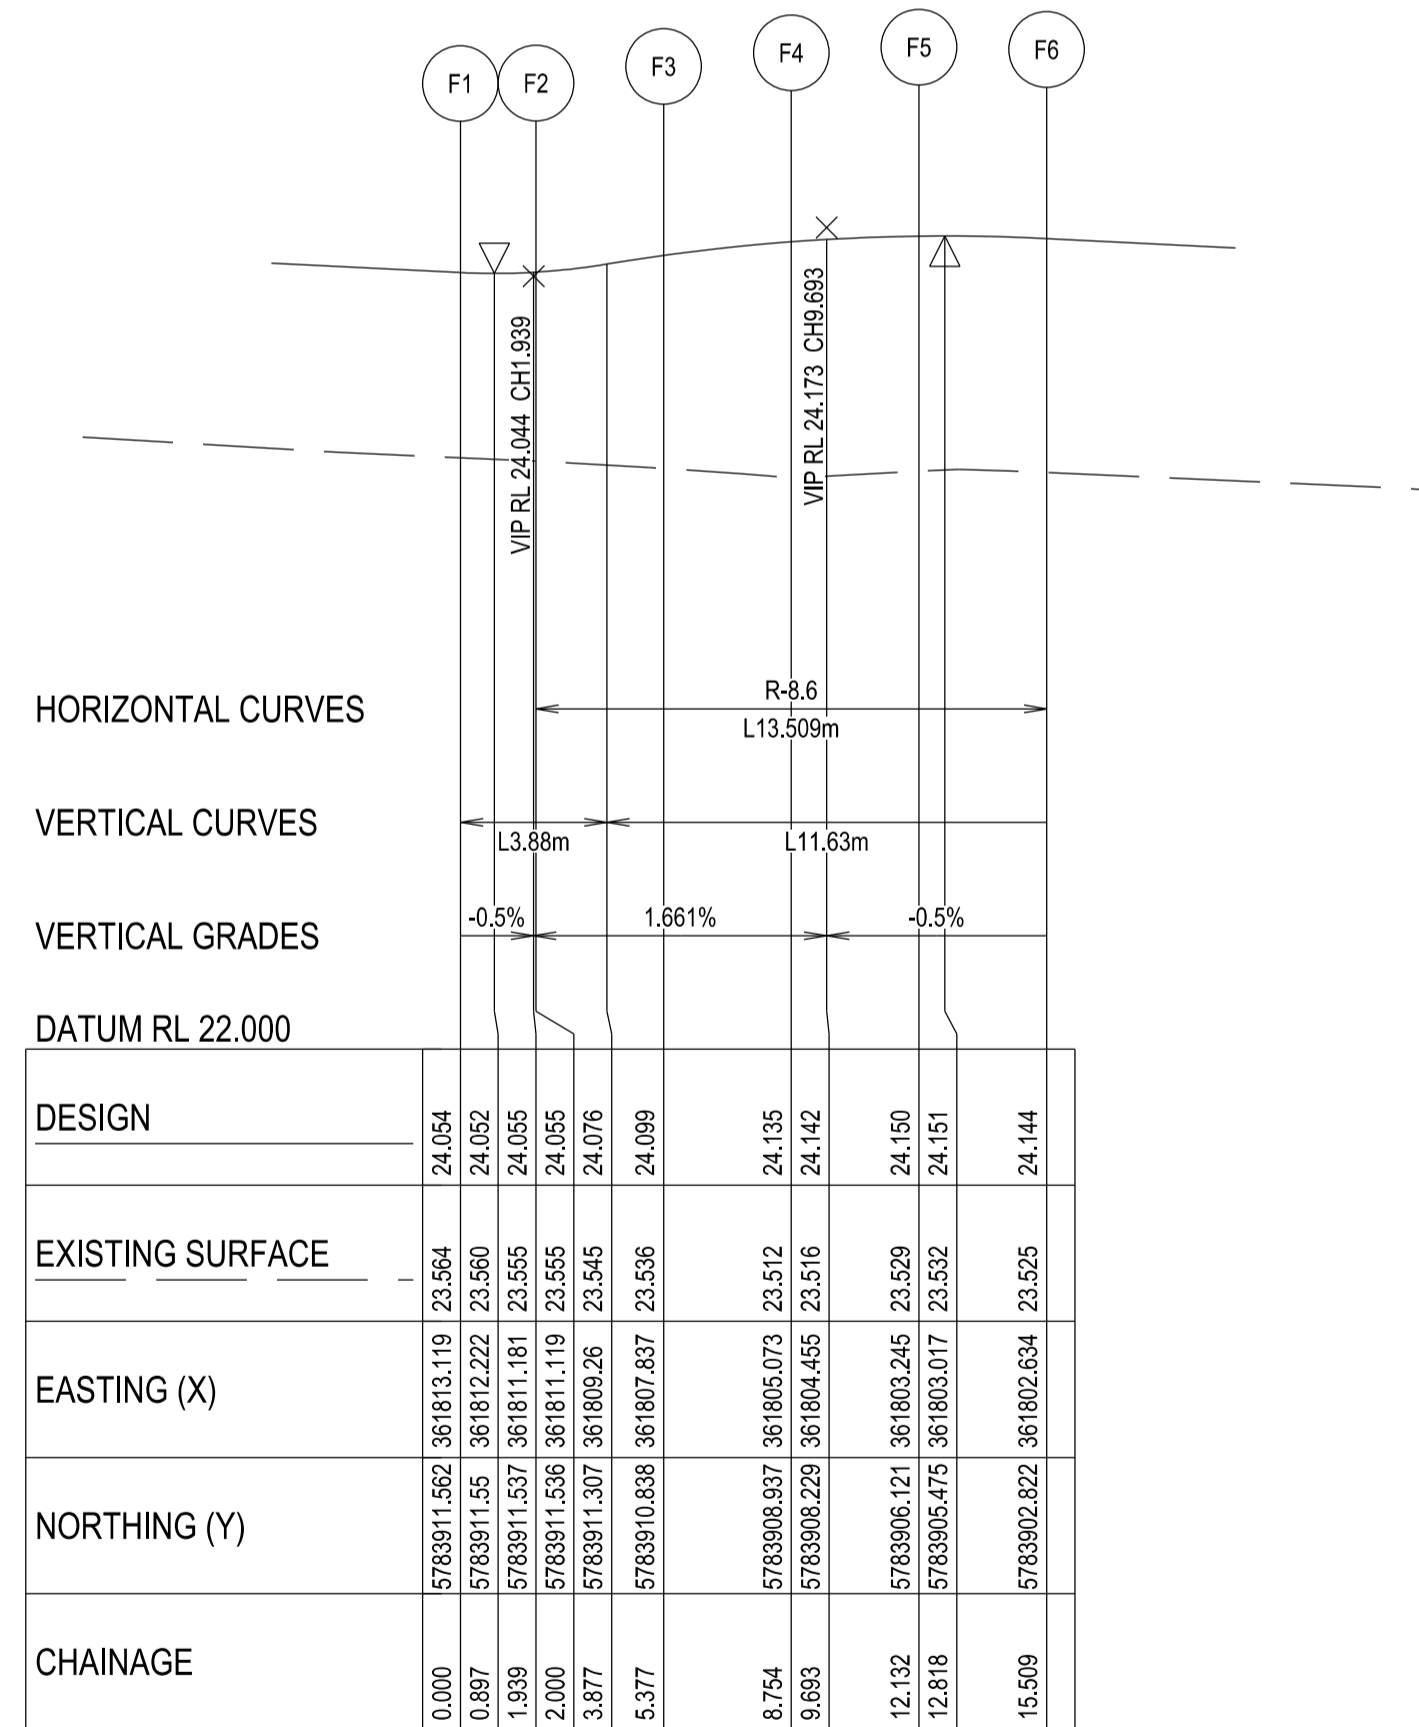 F1 F2 F3 F4 F5 F6
VIP RL 24.044 CH1.939
VIP RL 24.173 CH9.693
HORIZONTAL CURVES
R-8.6
L13.509m
VERTICAL CURVES
L3.88m L11.63m
VERTICAL GRADES -0.5% 1.661% -0.5%
DATUM RL 22.000
DESIGN 24.054 24.052 24.055 24.055 24.076 24.099 24.135 24.142 24.150 24.151 24.144
EXISTING SURFACE 23.564 23.560 23.555 23.555 23.545 23.536 23.512 23.516 23.529 23.532 23.525
EASTING (X) 361813.119 361812.222 361811.181 361811.119 361809.26 361807.837 361805.073 361804.455 361803.245 361803.017 361802.634
NORTHING (Y) 5783911.562 5783911.55 5783911.537 5783911.536 5783911.307 5783910.838 5783908.937 5783908.229 5783906.121 5783905.475 5783902.822
CHAINAGE 0.000 0.897 1.939 2.000 3.877 5.377 8.754 9.693 12.132 12.818 15.509